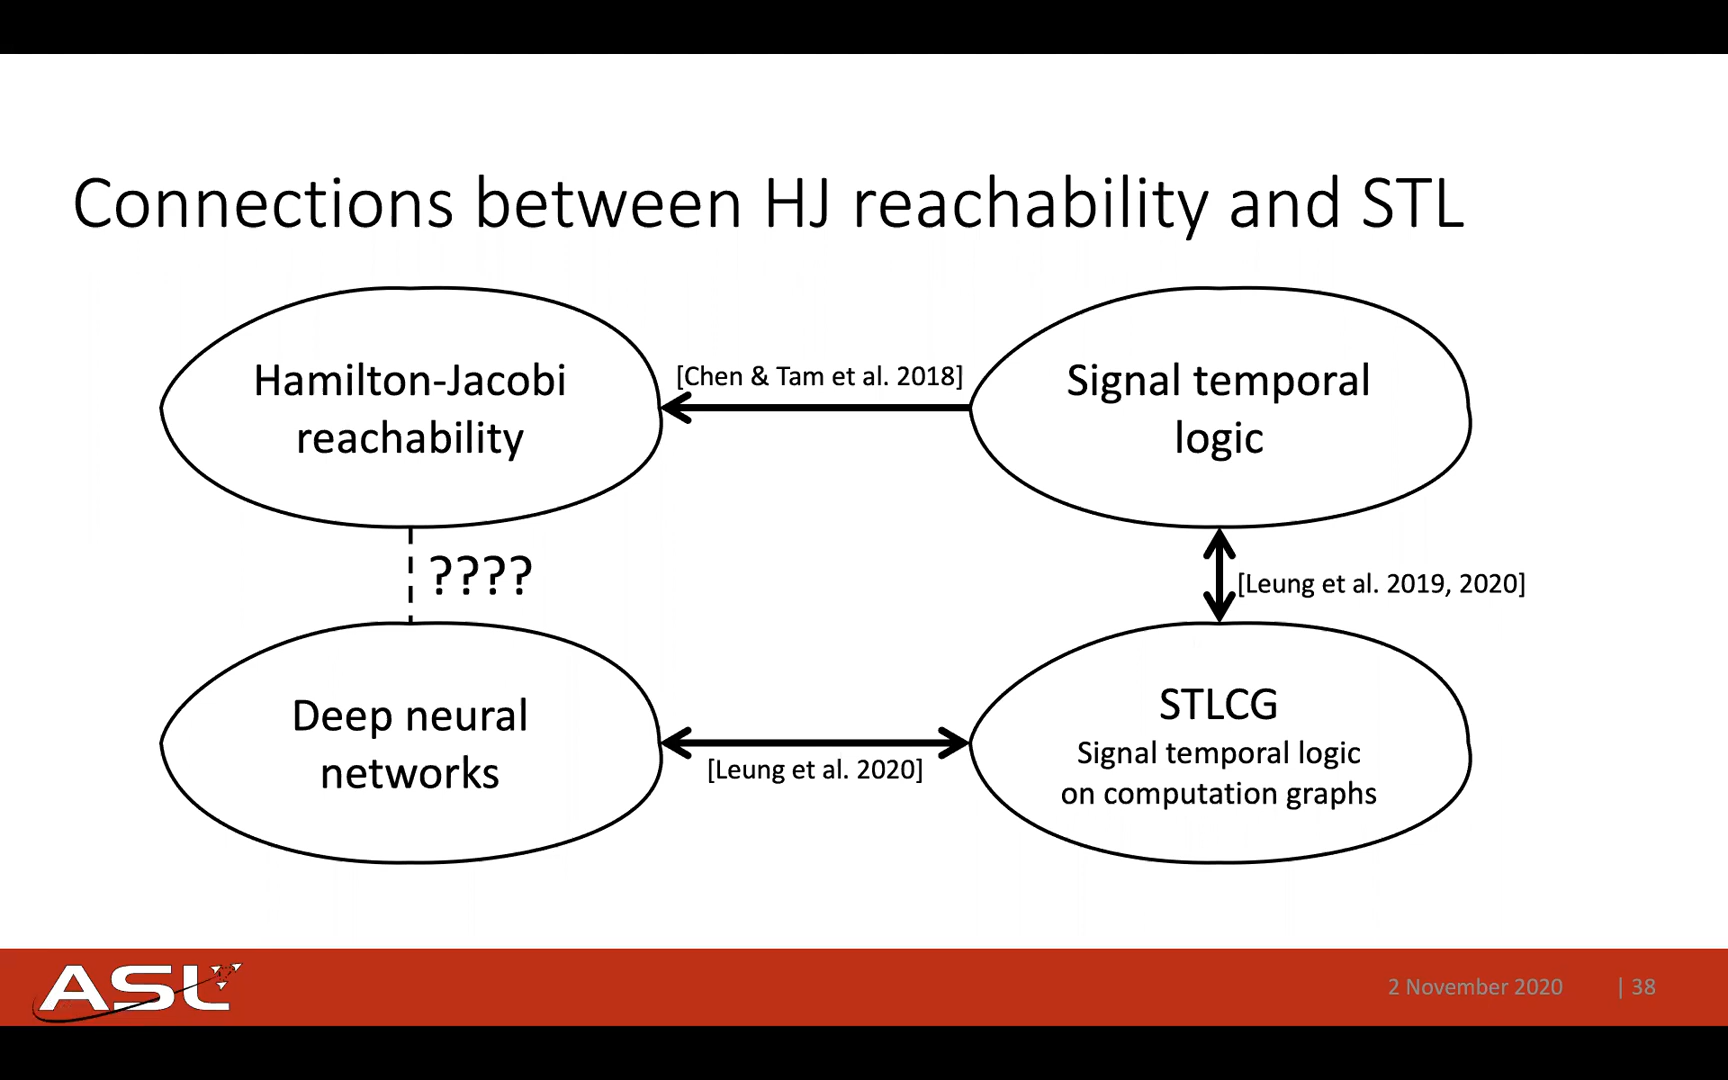 Connections between HJ reachability and STL
Hamilton-Jacobi
reachability
[Chen & Tam et al. 2018]
Signal temporal
logic
????
[Leung et al. 2019, 2020]
Deep neural
networks
[Leung et al. 2020]
STLCG
Signal temporal logic
on computation graphs
ASL
2 November 2020
| 38